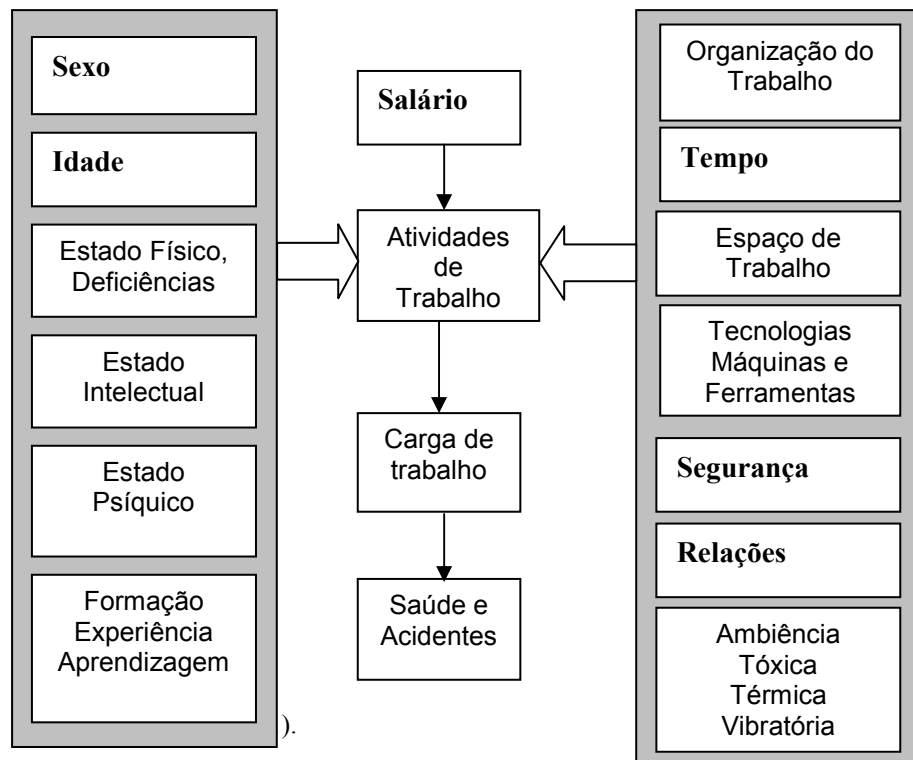 Sexo
Idade
Estado Físico,
Deficiências
Estado
Intelectual
Estado
Psíquico
Formação
Experiência
Aprendizagem
).
Salário
Atividades
de
Trabalho
Carga de
trabalho
Saúde e
Acidentes
Organização do
Trabalho
Tempo
Espaço de
Trabalho
Tecnologias
Máquinas e
Ferramentas
Segurança
Relações
Ambiência
Tóxica
Térmica
Vibratória